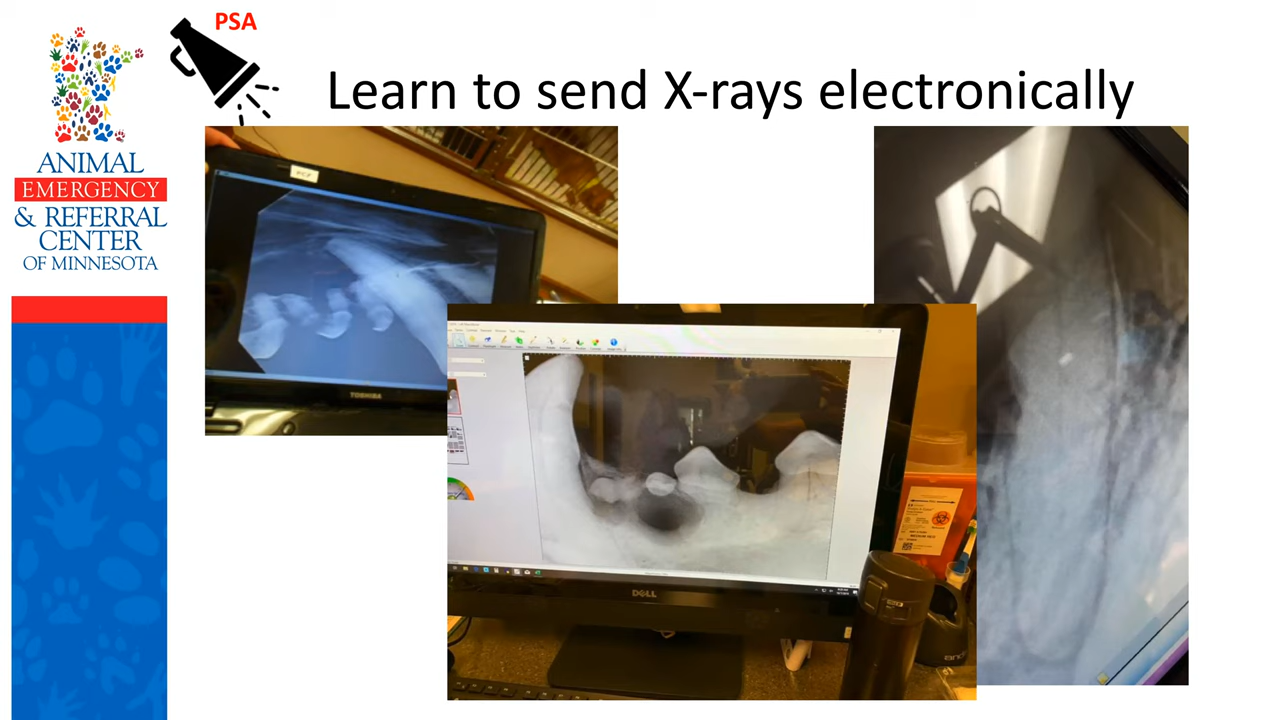 PSA
Learn to send X-rays electronically
ANIMAL
EMERGENCY
& REFERRAL
CENTER
OF MINNESOTA
TOSHIBA
DELL